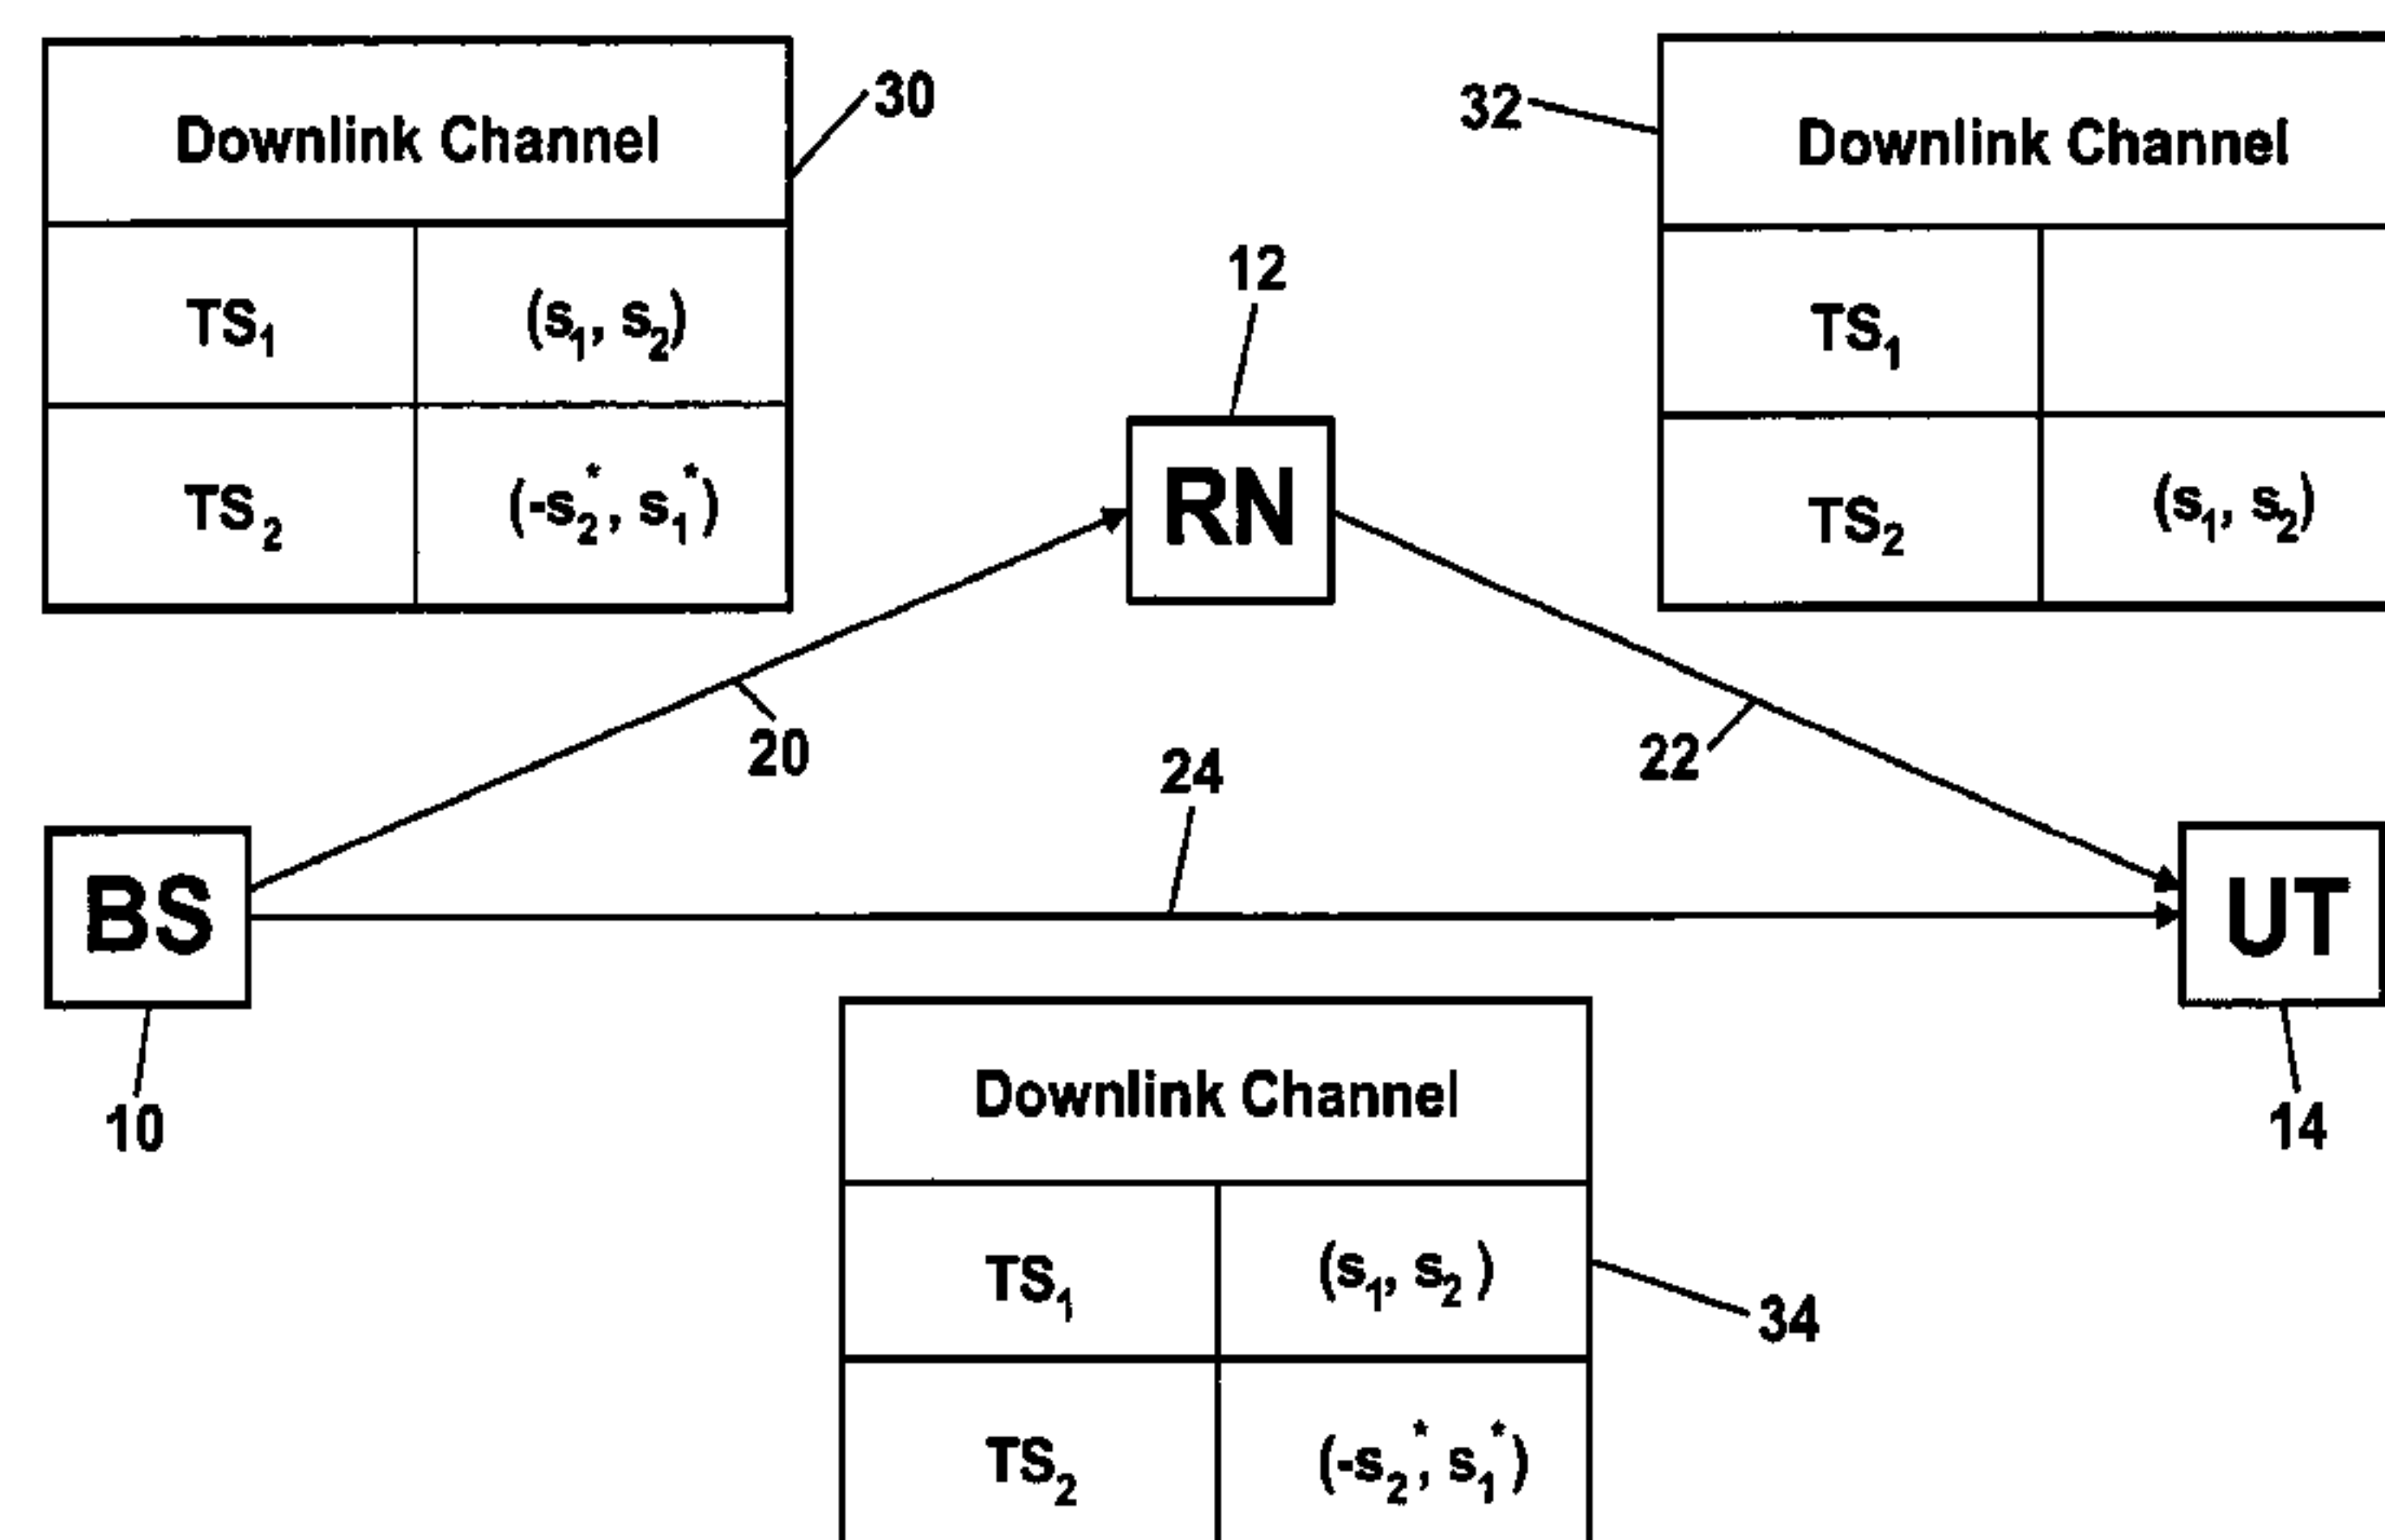 Downlink Channel
30
TS₁ (s₁, s₂)
TS₂ (-s₂*, s₁*)
32
Downlink Channel
TS₁
TS₂ (s₁, s₂)
12
RN
20
22
24
BS
10
UT
14
Downlink Channel
TS₁ (s₁, s₂ )
34
TS₂ (-s₂*, s₁*)